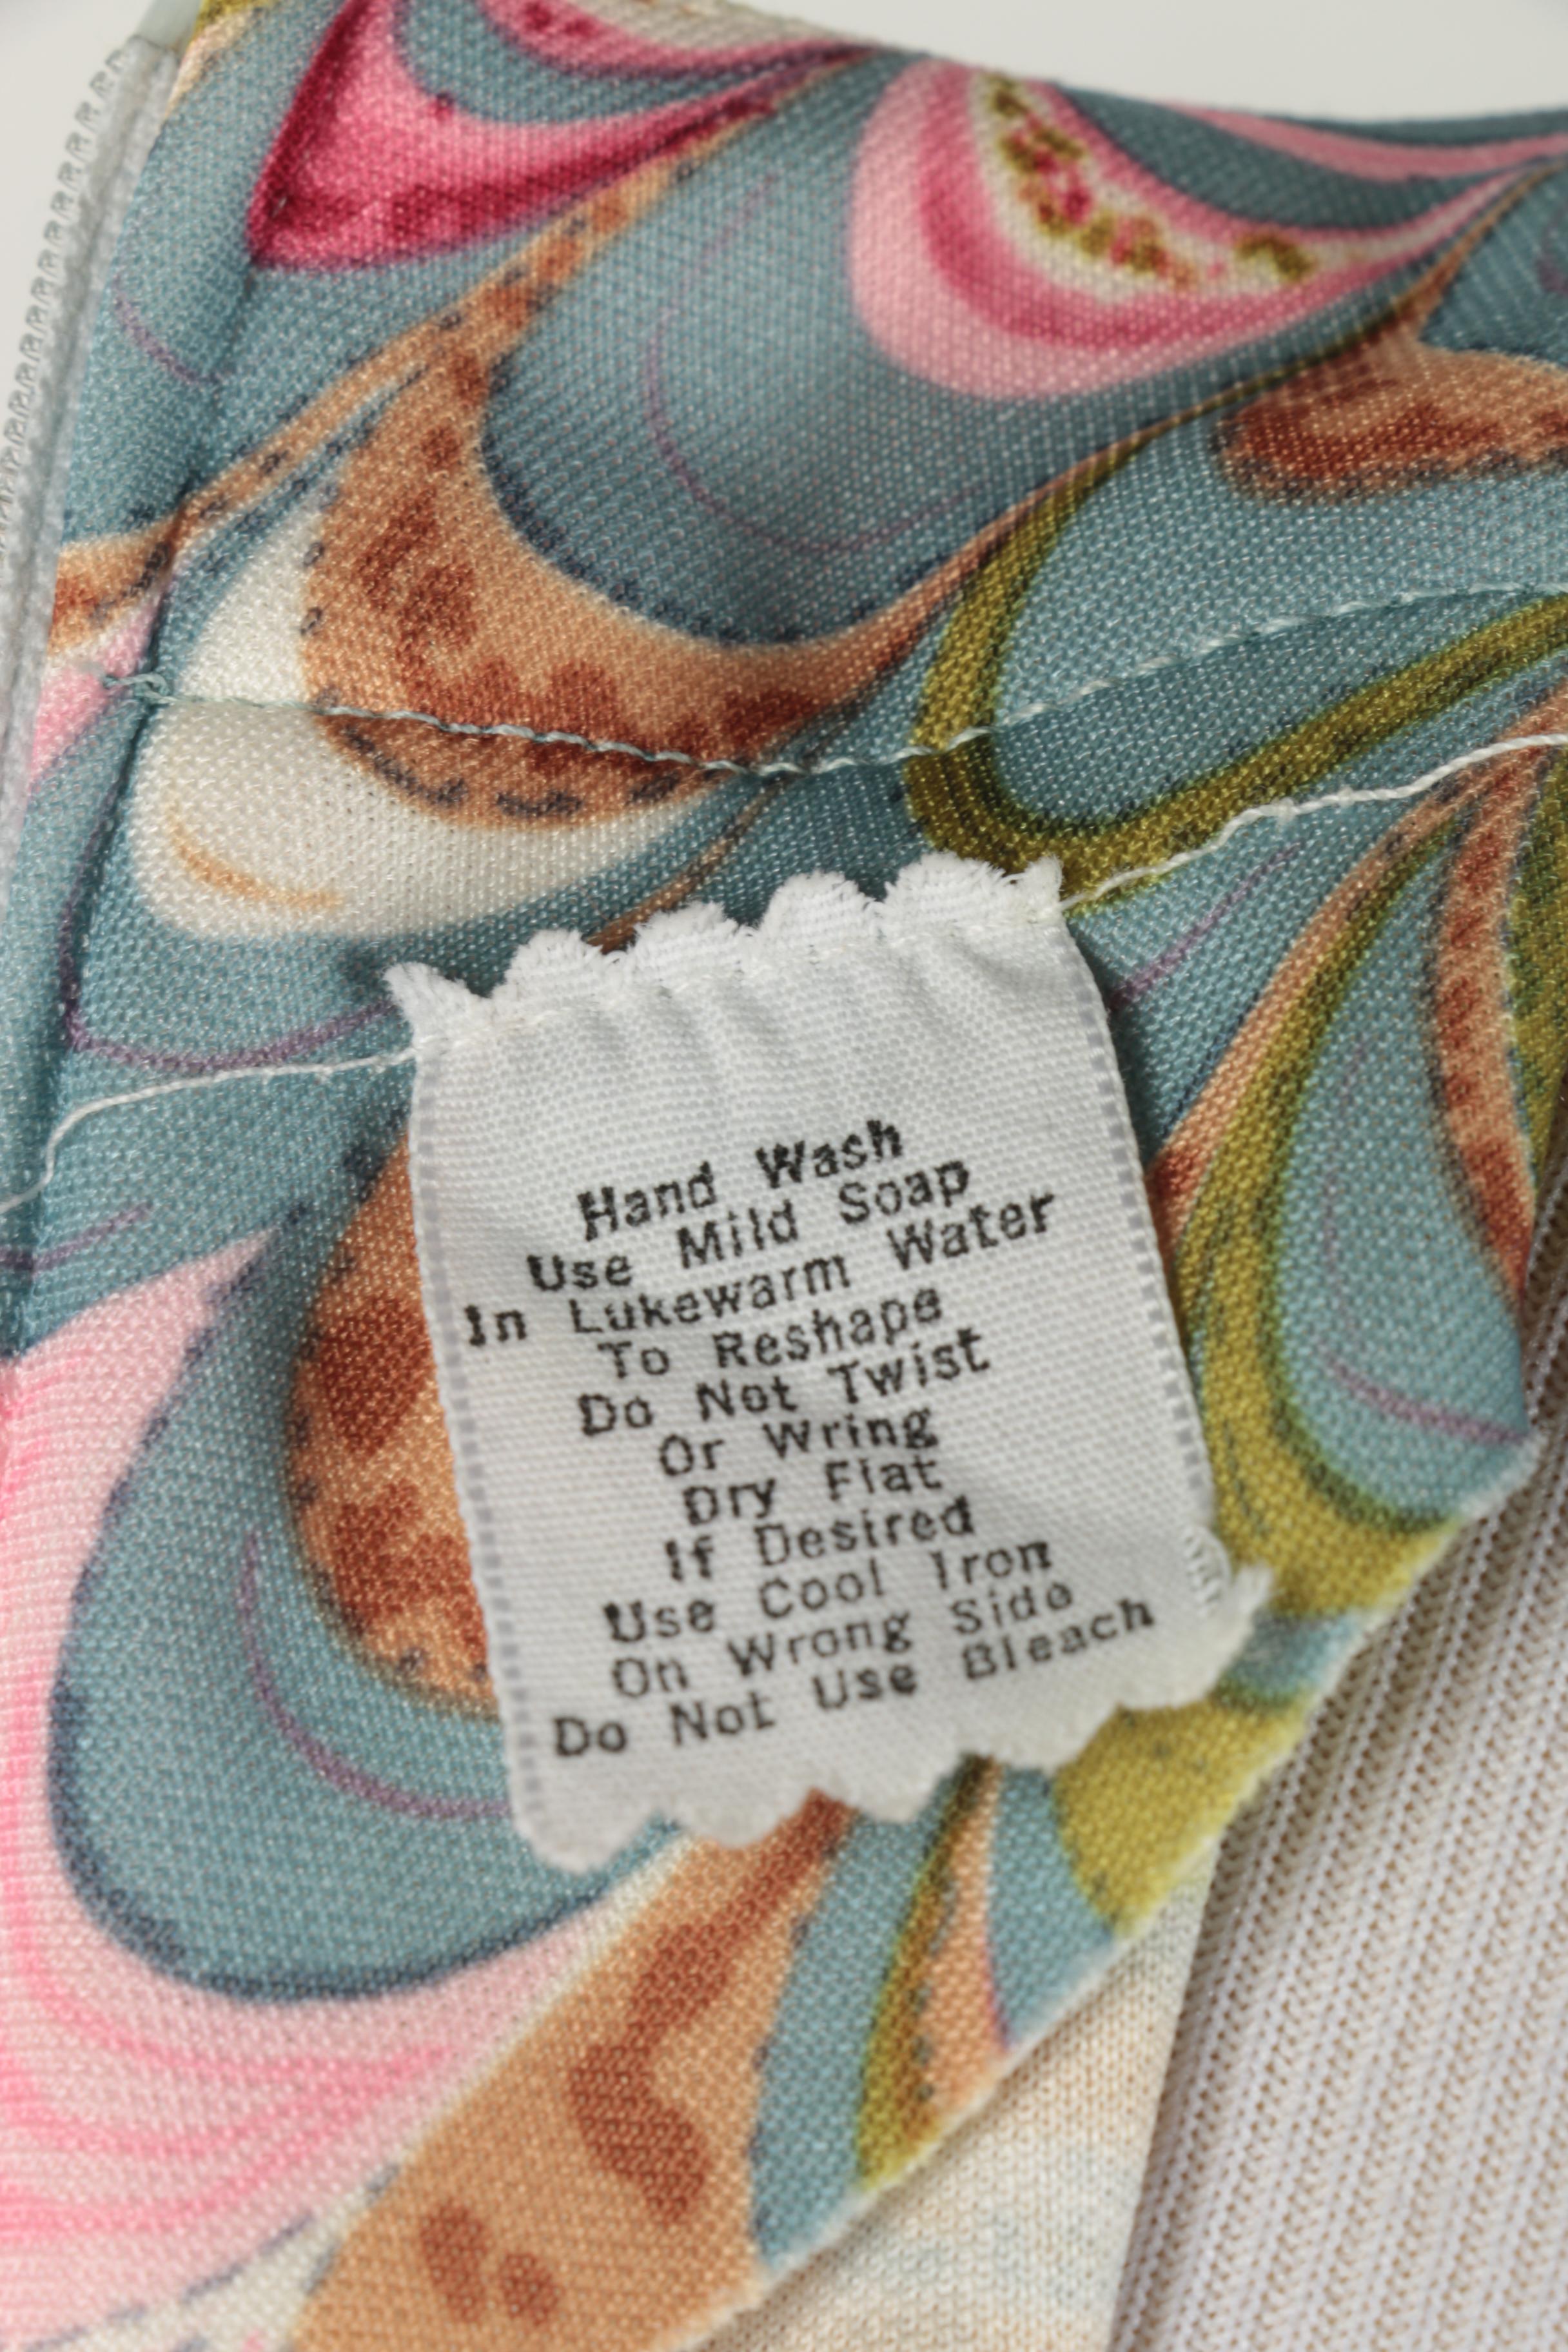 Hand Wash
Use Mild Soap
In Lukewarm Water
To Reshape
Do Not Twist
Or Wring
Dry Flat
If Desired
Use Cool Iron
On Wrong Side
Do Not Use Bleach